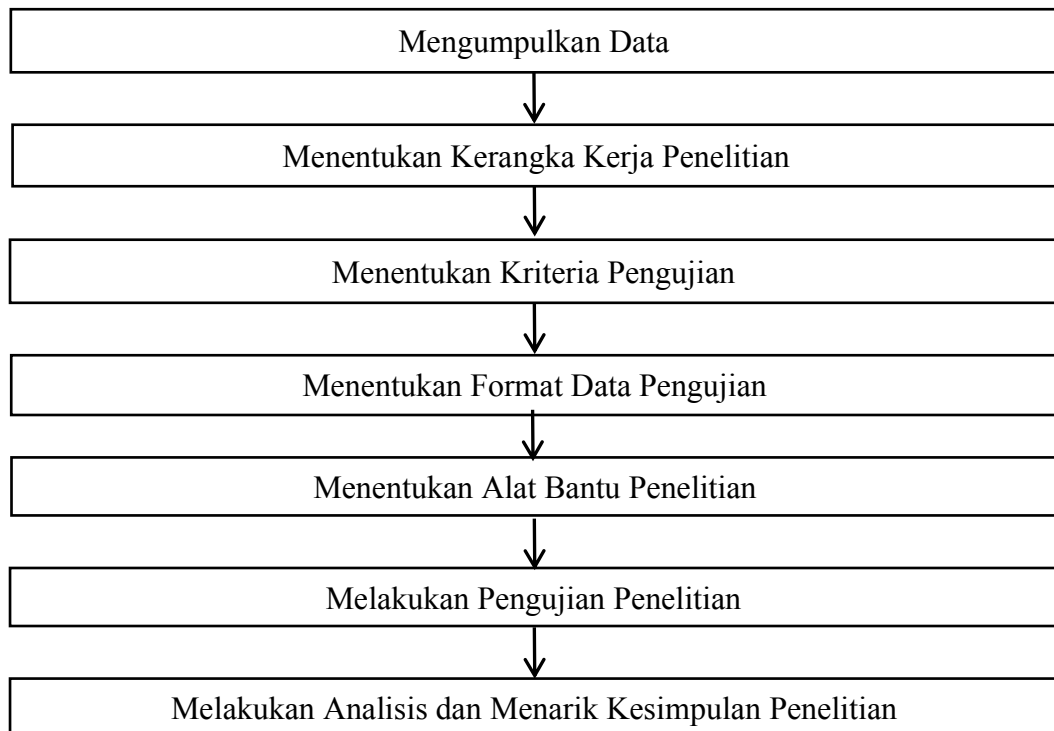 Mengumpulkan Data
Menentukan Kerangka Kerja Penelitian
Menentukan Kriteria Pengujian
Menentukan Format Data Pengujian
Menentukan Alat Bantu Penelitian
Melakukan Pengujian Penelitian
Melakukan Analisis dan Menarik Kesimpulan Penelitian